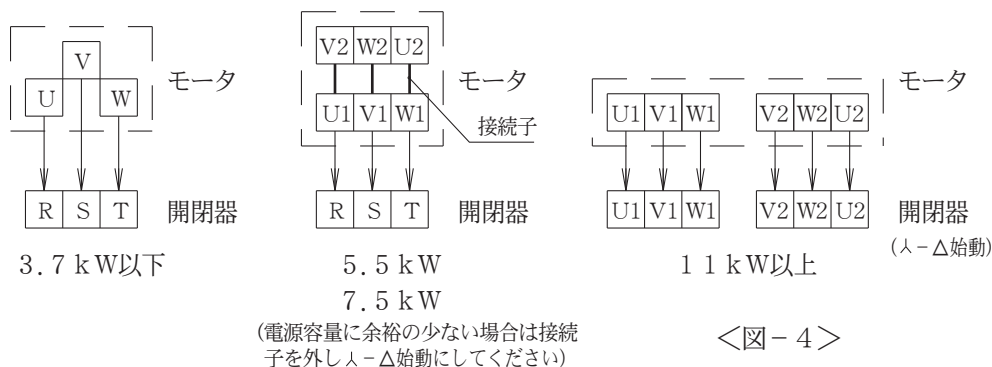 V
U W
モータ
R S T
開閉器
3.7kW以下
V2 W2 U2
モータ
U1 V1 W1
接続子
R S T
開閉器
5.5kW
7.5kW
(電源容量に余裕の少ない場合は接続
子を外し⅄-△始動にしてください)
U1 V1 W1 V2 W2 U2
モータ
U1 V1 W1 V2 W2 U2
開閉器
(⅄-△始動)
11kW以上
<図-4>